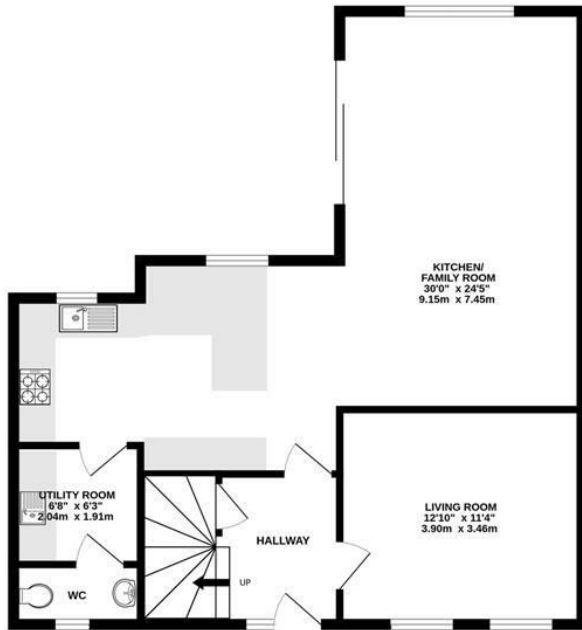 KITCHEN/
FAMILY ROOM
30'0" x 24'5"
9.15m x 7.45m
UTILITY ROOM
6'8" x 6'3"
2.04m x 1.91m
LIVING ROOM
12'10" x 11'4"
3.90m x 3.46m
HALLWAY
UP
WC